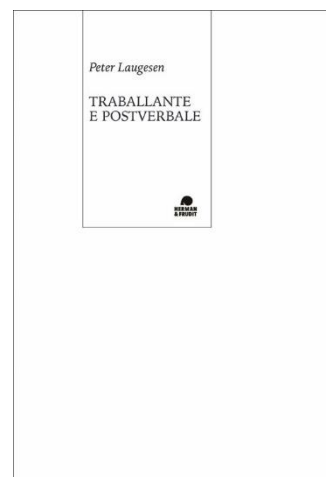 Peter Laugesen
TRABALLANTE
E POSTVERBALE
HERMAN
& FRUDIT